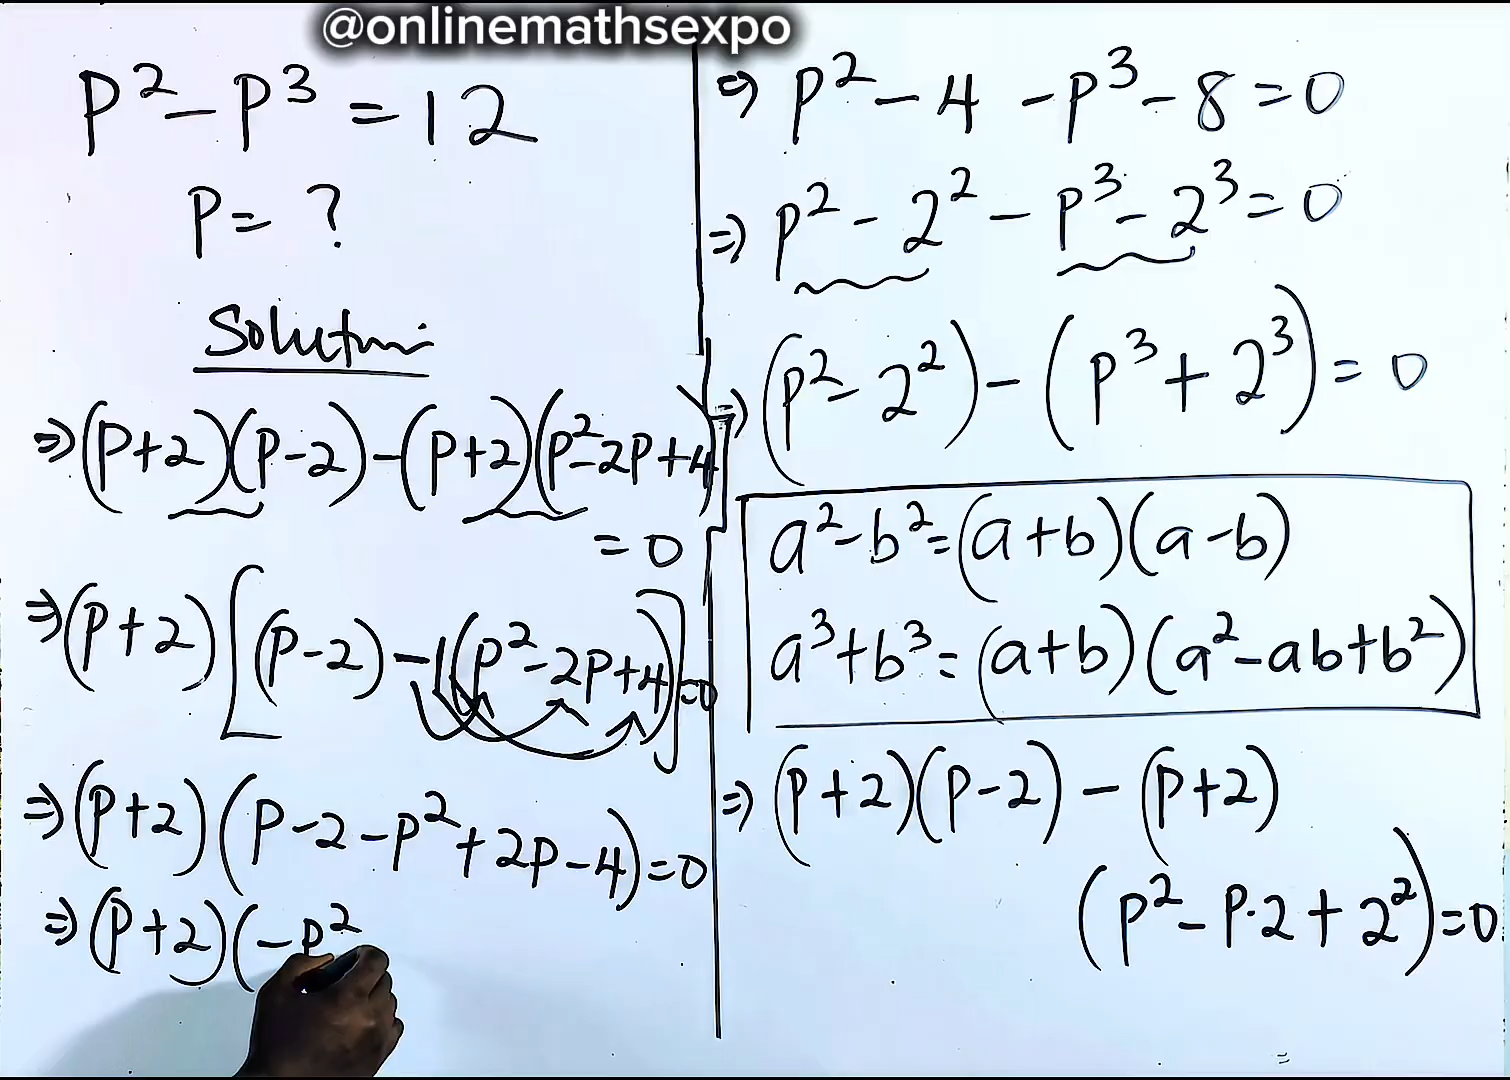 @onlinemathsexpo
P² - P³ = 12
P = ?
Solution
⇒ P² - 4 - P³ - 8 = 0
⇒ P² - 2² - P³ - 2³ = 0
⇒ (P² - 2²) - (P³ + 2³) = 0
a² - b² = (a+b)(a-b)
a³ + b³ = (a+b)(a² - ab + b²)
⇒ (P+2)(P-2) - (P+2)
(P² - P·2 + 2²) = 0
⇒ (P+2)(P-2) - (P+2)(P² - 2P + 4)
= 0
⇒ (P+2)[(P-2) - 1(P² - 2P + 4)] = 0
⇒ (P+2)(P - 2 - P² + 2P - 4) = 0
⇒ (P+2)(-P²